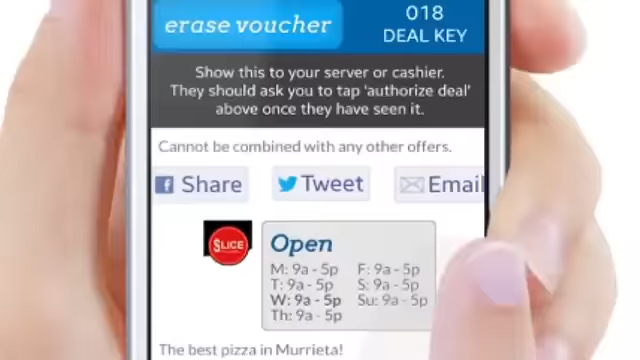 erase voucher
018
DEAL KEY
Show this to your server or cashier.
They should ask you to tap 'authorize deal'
above once they have seen it.
Cannot be combined with any other offers.
Share
Tweet
Email
SLICE
Open
M: 9a - 5p F: 9a - 5p
T: 9a - 5p S: 9a - 5p
W: 9a - 5p Su: 9a - 5p
Th: 9a - 5p
The best pizza in Murrieta!